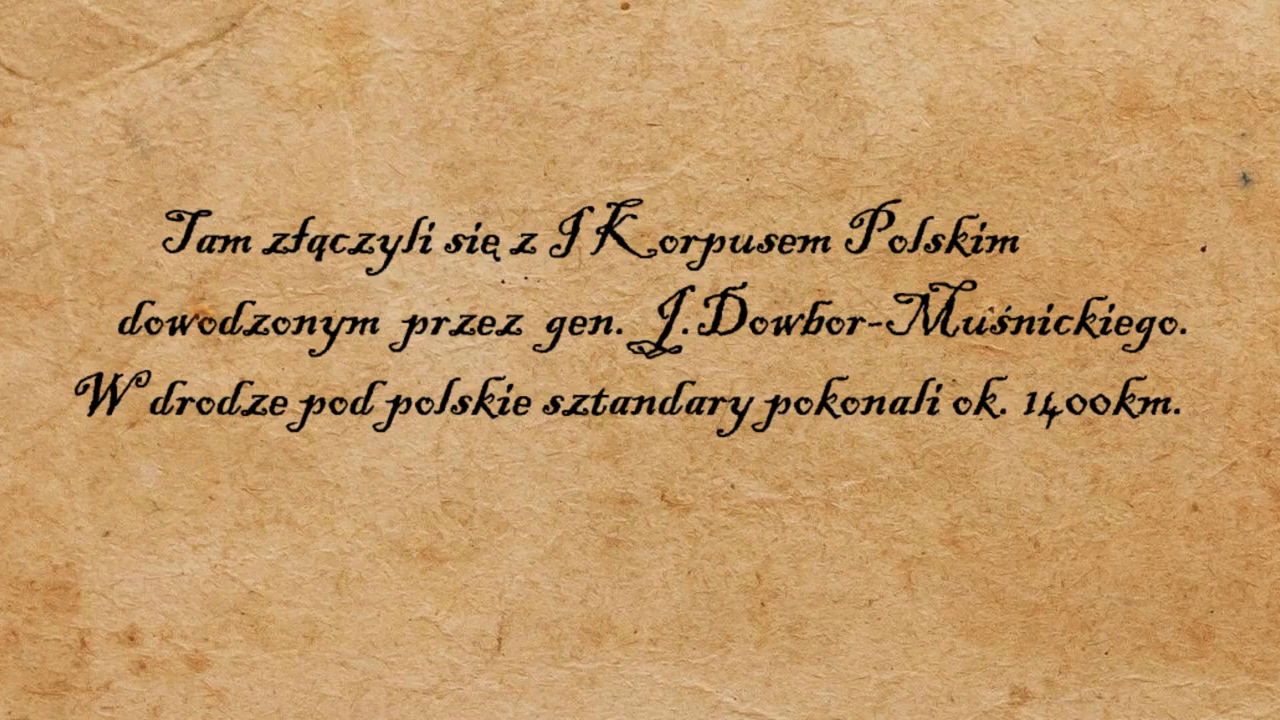 Tam złączyli się z I Korpusem Polskim
dowodzonym przez gen. J. Dowbor-Muśnickiego.
W drodze pod polskie sztandary pokonali ok. 1400km.